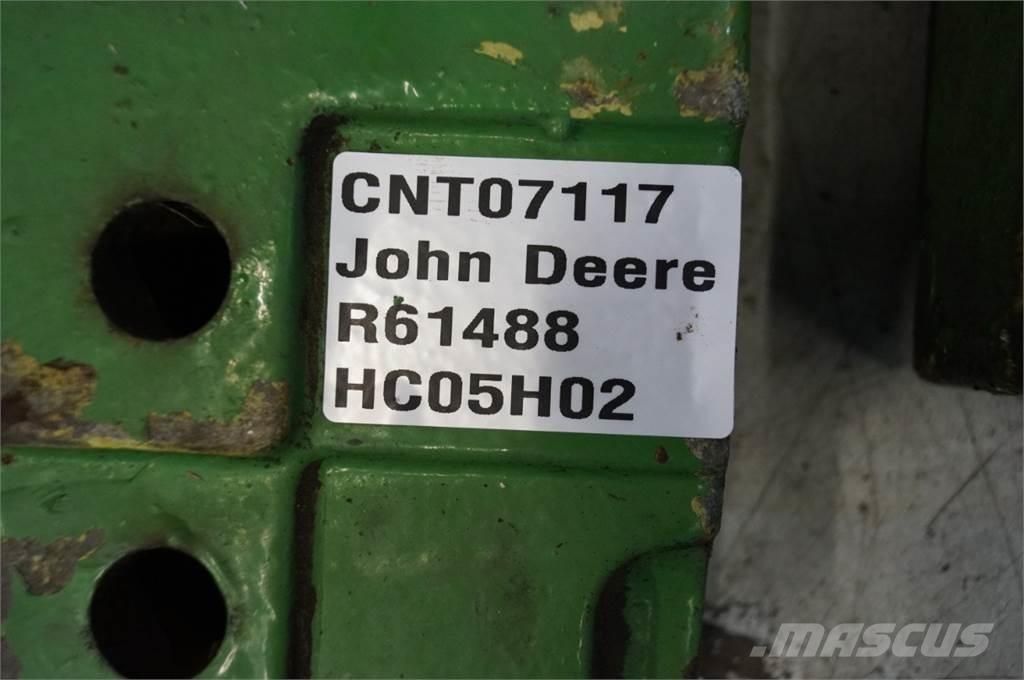 CNT07117
John Deere
R61488
HC05H02
MASCUS